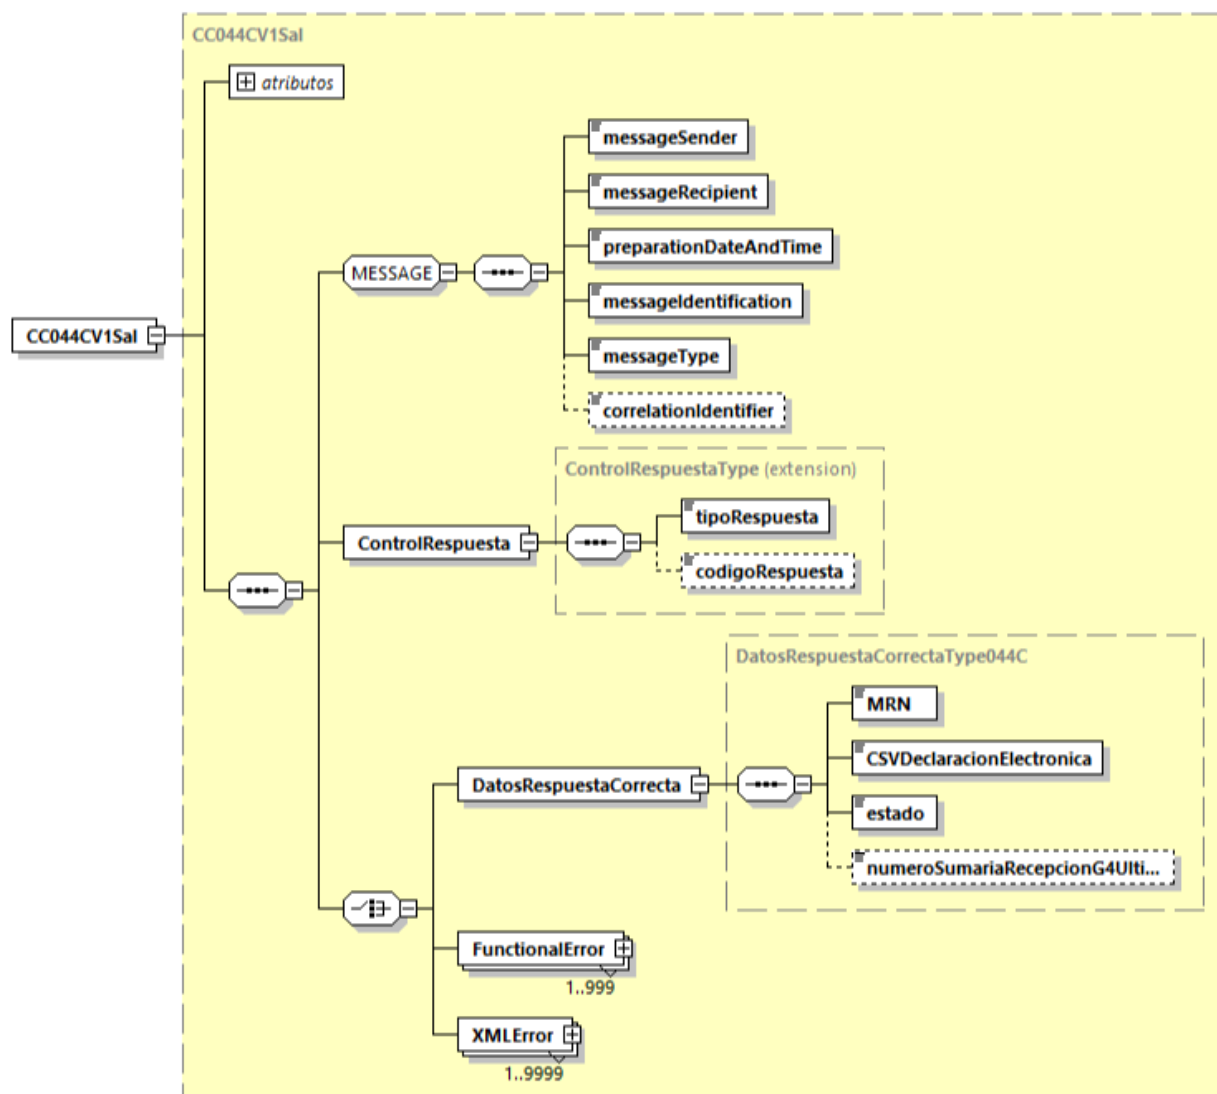 CC044CV1Sal
atributos
messageSender
messageRecipient
preparationDateAndTime
MESSAGE
messageIdentification
CC044CV1Sal
messageType
correlationIdentifier
ControlRespuestaType (extension)
tipoRespuesta
ControlRespuesta
codigoRespuesta
DatosRespuestaCorrectaType044C
MRN
CSVDeclaracionElectronica
DatosRespuestaCorrecta
estado
numeroSumariaRecepcionG4Ulti...
FunctionalError
1..999
XMLError
1..9999